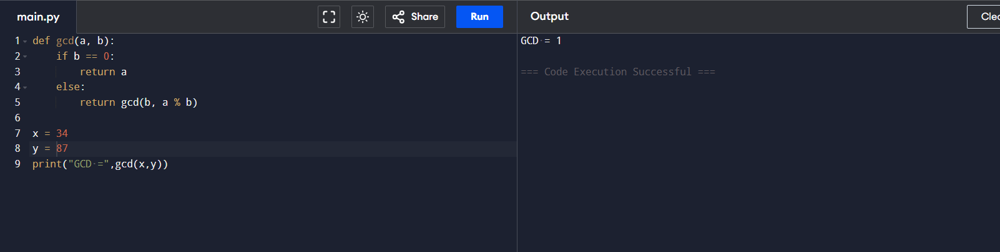 main.py
Share
Run
Output
1 def gcd(a, b):
2     if b == 0:
3         return a
4     else:
5         return gcd(b, a % b)
6
7 x = 34
8 y = 87
9 print("GCD =",gcd(x,y))
GCD = 1
=== Code Execution Successful ===